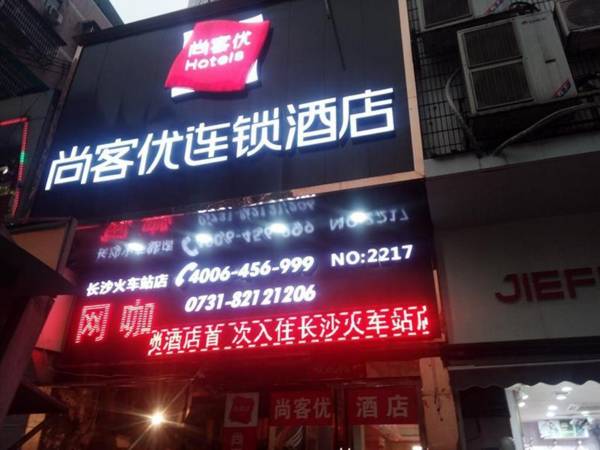 尚客优
Hotels
尚客优连锁酒店
长沙火车站店
4006-456-999
NO:2217
0731-82121206
网咖
锁酒店首次入住长沙火车站店
尚客优
酒店
JIEF